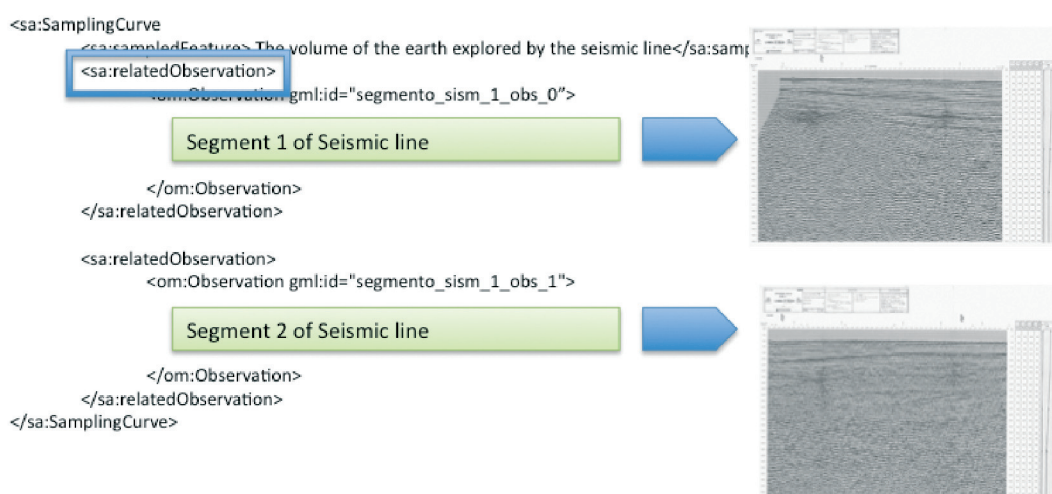 <sa:SamplingCurve
<sa:sampledFeature> The volume of the earth explored by the seismic line</sa:samp
<sa:relatedObservation>
<om:Observation gml:id="segmento_sism_1_obs_0">
Segment 1 of Seismic line
</om:Observation>
</sa:relatedObservation>
<sa:relatedObservation>
<om:Observation gml:id="segmento_sism_1_obs_1">
Segment 2 of Seismic line
</om:Observation>
</sa:relatedObservation>
</sa:SamplingCurve>